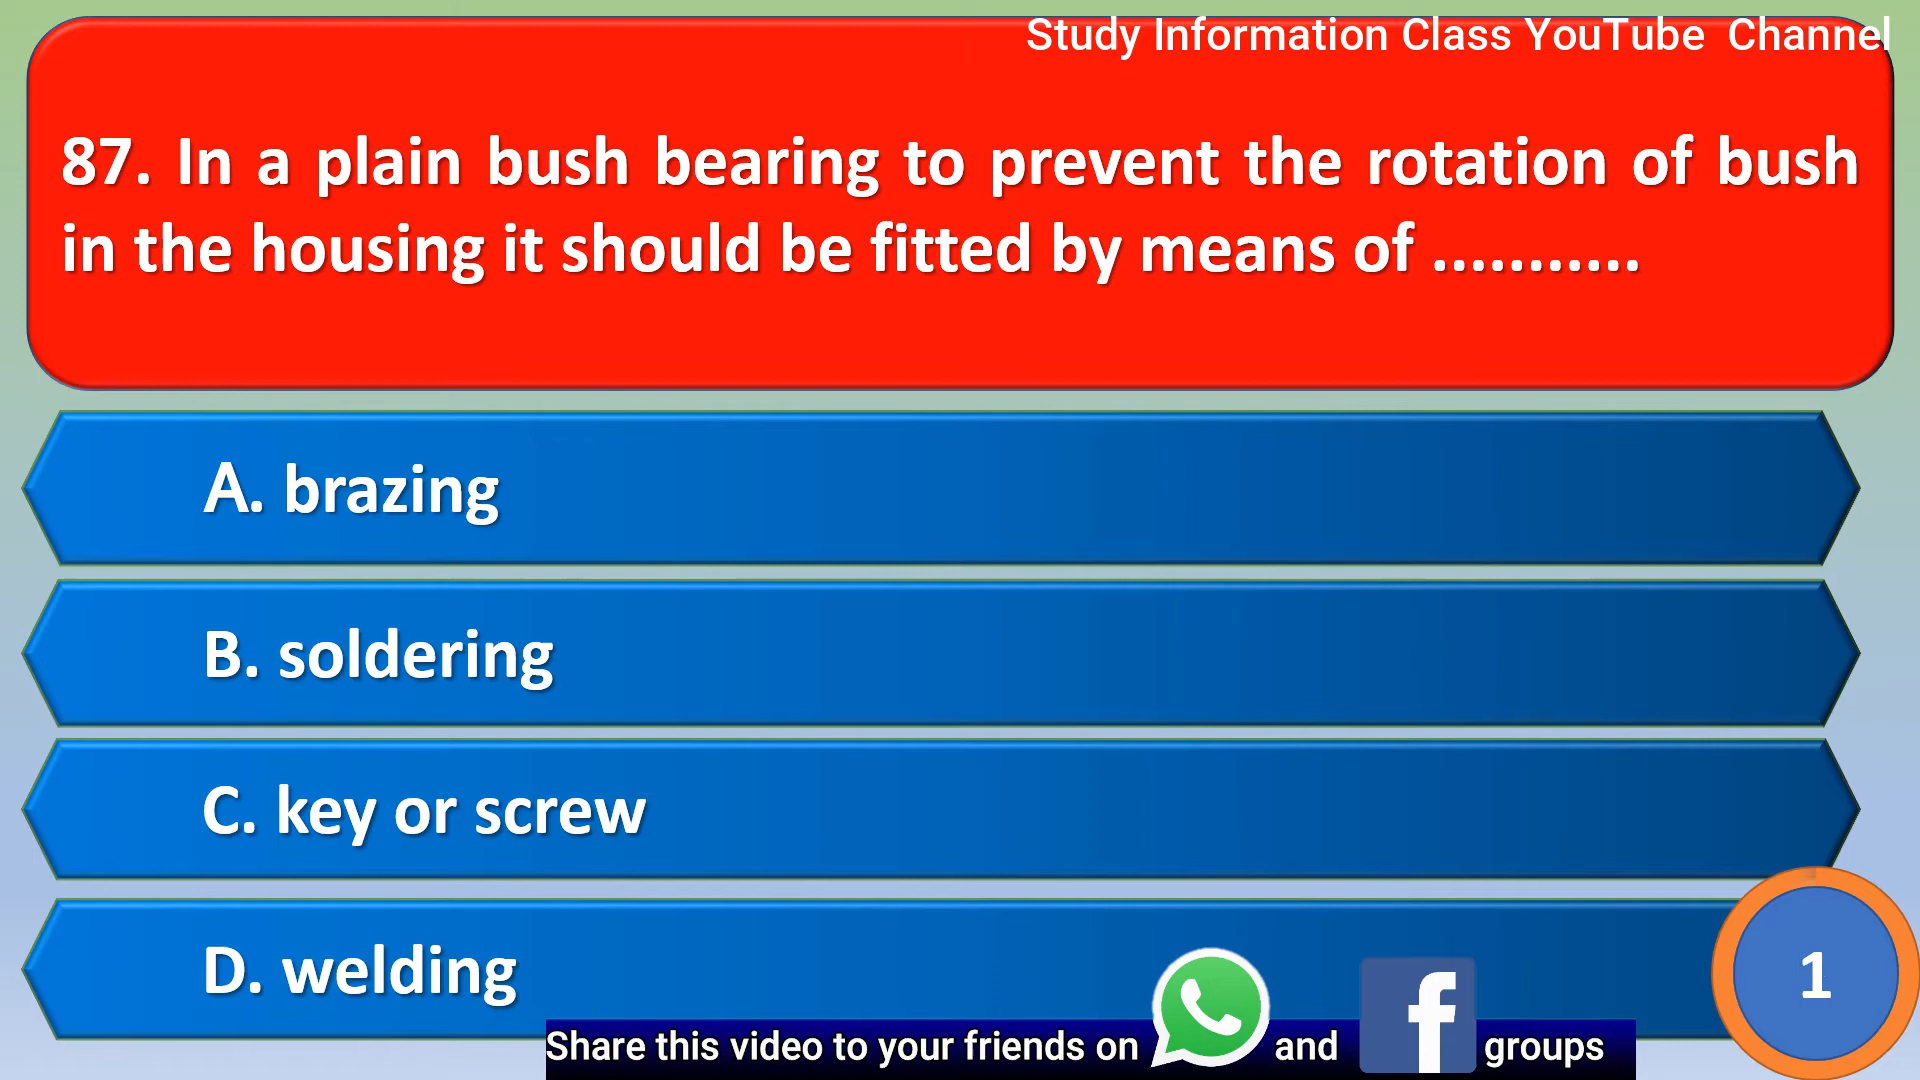 Study Information Class YouTube Channel
87. In a plain bush bearing to prevent the rotation of bush
in the housing it should be fitted by means of ...........
A. brazing
B. soldering
C. key or screw
D. welding
1
Share this video to your friends on and groups